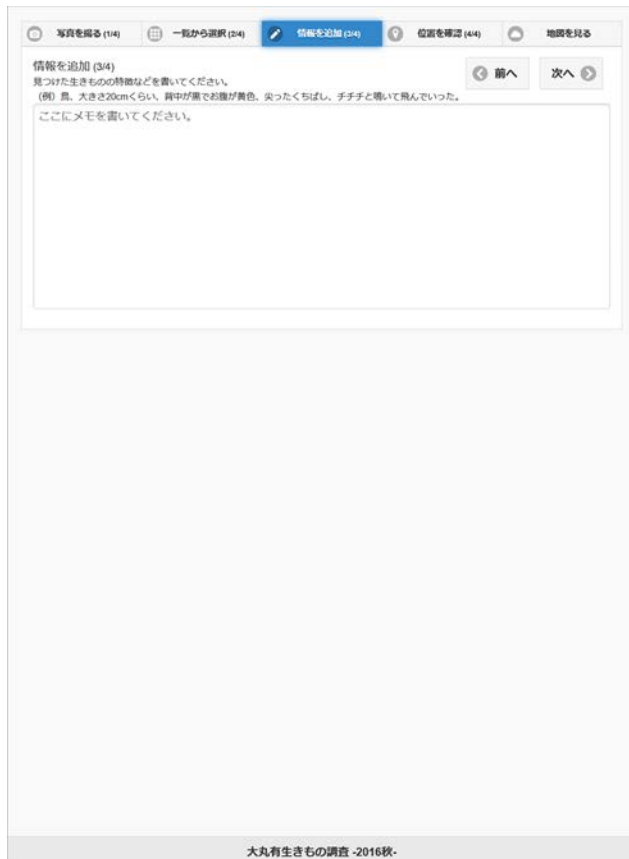 写真を撮る (1/4)
一覧から選択 (2/4)
情報を追加 (3/4)
位置を確認 (4/4)
地図を見る
情報を追加 (3/4)
見つけた生きものの特徴などを書いてください。
(例) 鳥、大きさ20cmくらい、背中が黒でお腹が黄色、尖ったくちばし、チチチと鳴いて飛んでいった。
前へ
次へ
ここにメモを書いてください。
大丸有生きもの調査 -2016秋-